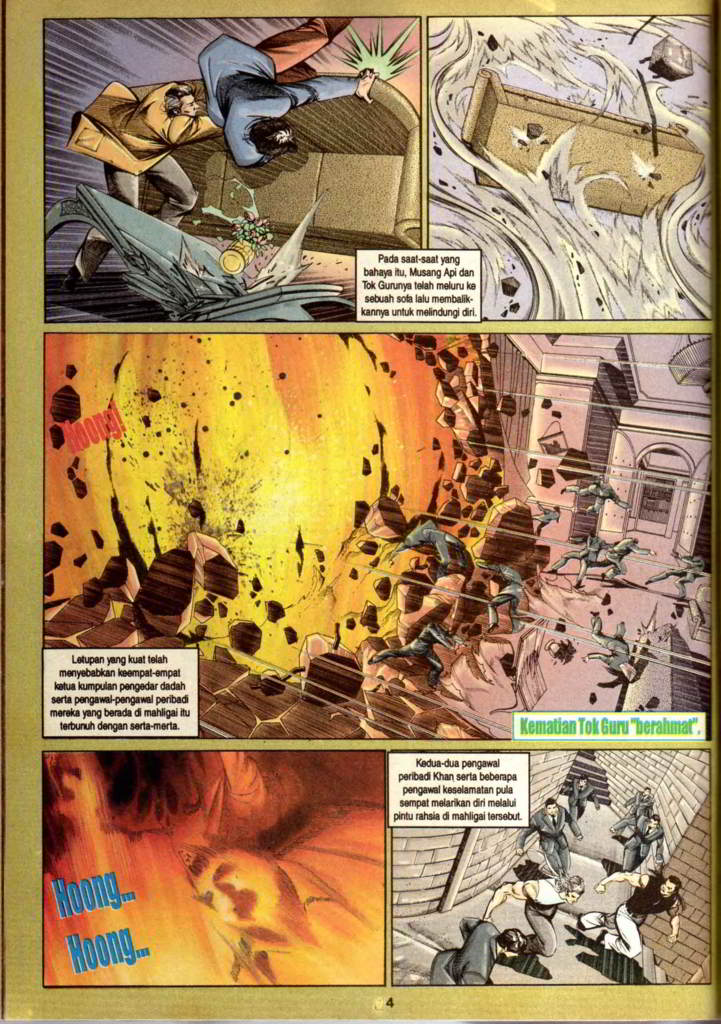 Pada saat-saat yang
bahaya itu, Musang Api dan
Tok Gurunya telah meluru ke
sebuah sofa lalu membalik-
kannya untuk melindungi diri.
Hoong!
Letupan yang kuat telah
menyebabkan keempat-empat
ketua kumpulan pengedar dadah
serta pengawal-pengawal peribadi
mereka yang berada di mahligai itu
terbunuh dengan serta-merta.
Kematian Tok Guru "berahmat".
Hoong...
Hoong...
Kedua-dua pengawal
peribadi Khan serta beberapa
pengawal keselamatan pula
sempat melarikan diri melalui
pintu rahsia di mahligai tersebut.
4